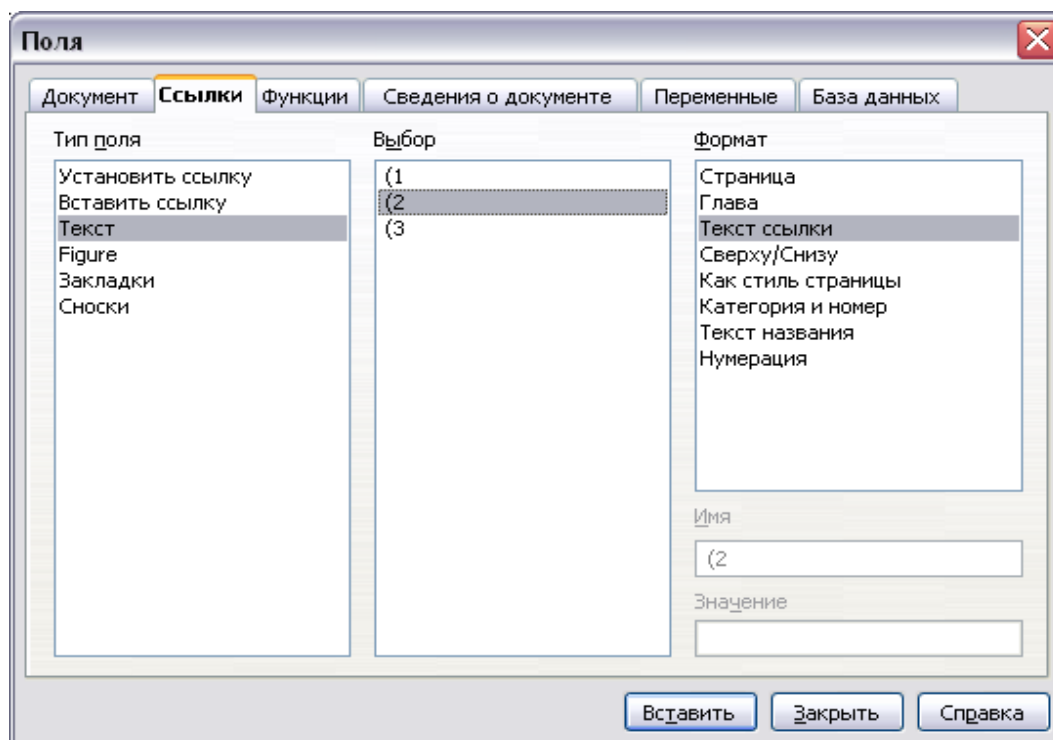 Поля
Документ Ссылки Функции Сведения о документе Переменные База данных
Тип поля
Установить ссылку
Вставить ссылку
Текст
Figure
Закладки
Сноски
Выбор
(1
(2
(3
Формат
Страница
Глава
Текст ссылки
Сверху/Снизу
Как стиль страницы
Категория и номер
Текст названия
Нумерация
Имя
(2
Значение
Вставить Закрыть Справка